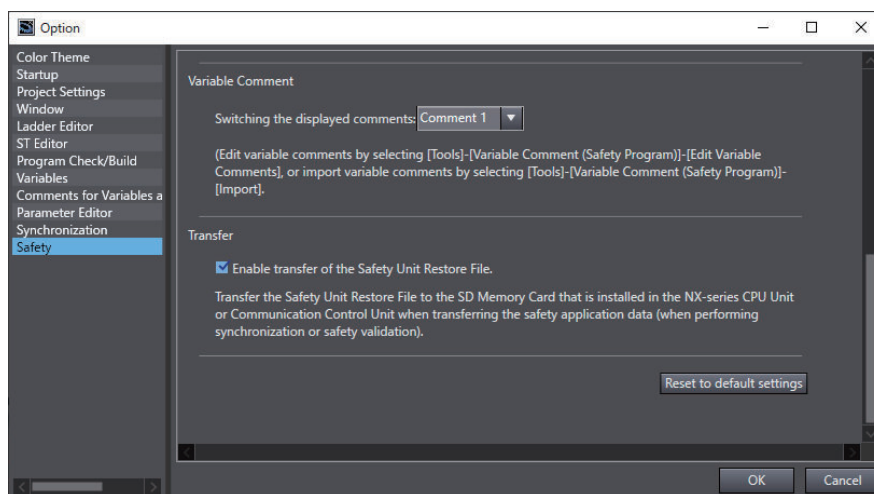 Option
Color Theme
Startup
Project Settings
Window
Ladder Editor
ST Editor
Program Check/Build
Variables
Comments for Variables a
Parameter Editor
Synchronization
Safety
Variable Comment
Switching the displayed comments: Comment 1
(Edit variable comments by selecting [Tools]-[Variable Comment (Safety Program)]-[Edit Variable
Comments], or import variable comments by selecting [Tools]-[Variable Comment (Safety Program)]-
[Import].
Transfer
Enable transfer of the Safety Unit Restore File.
Transfer the Safety Unit Restore File to the SD Memory Card that is installed in the NX-series CPU Unit
or Communication Control Unit when transferring the safety application data (when performing
synchronization or safety validation).
Reset to default settings
OK
Cancel